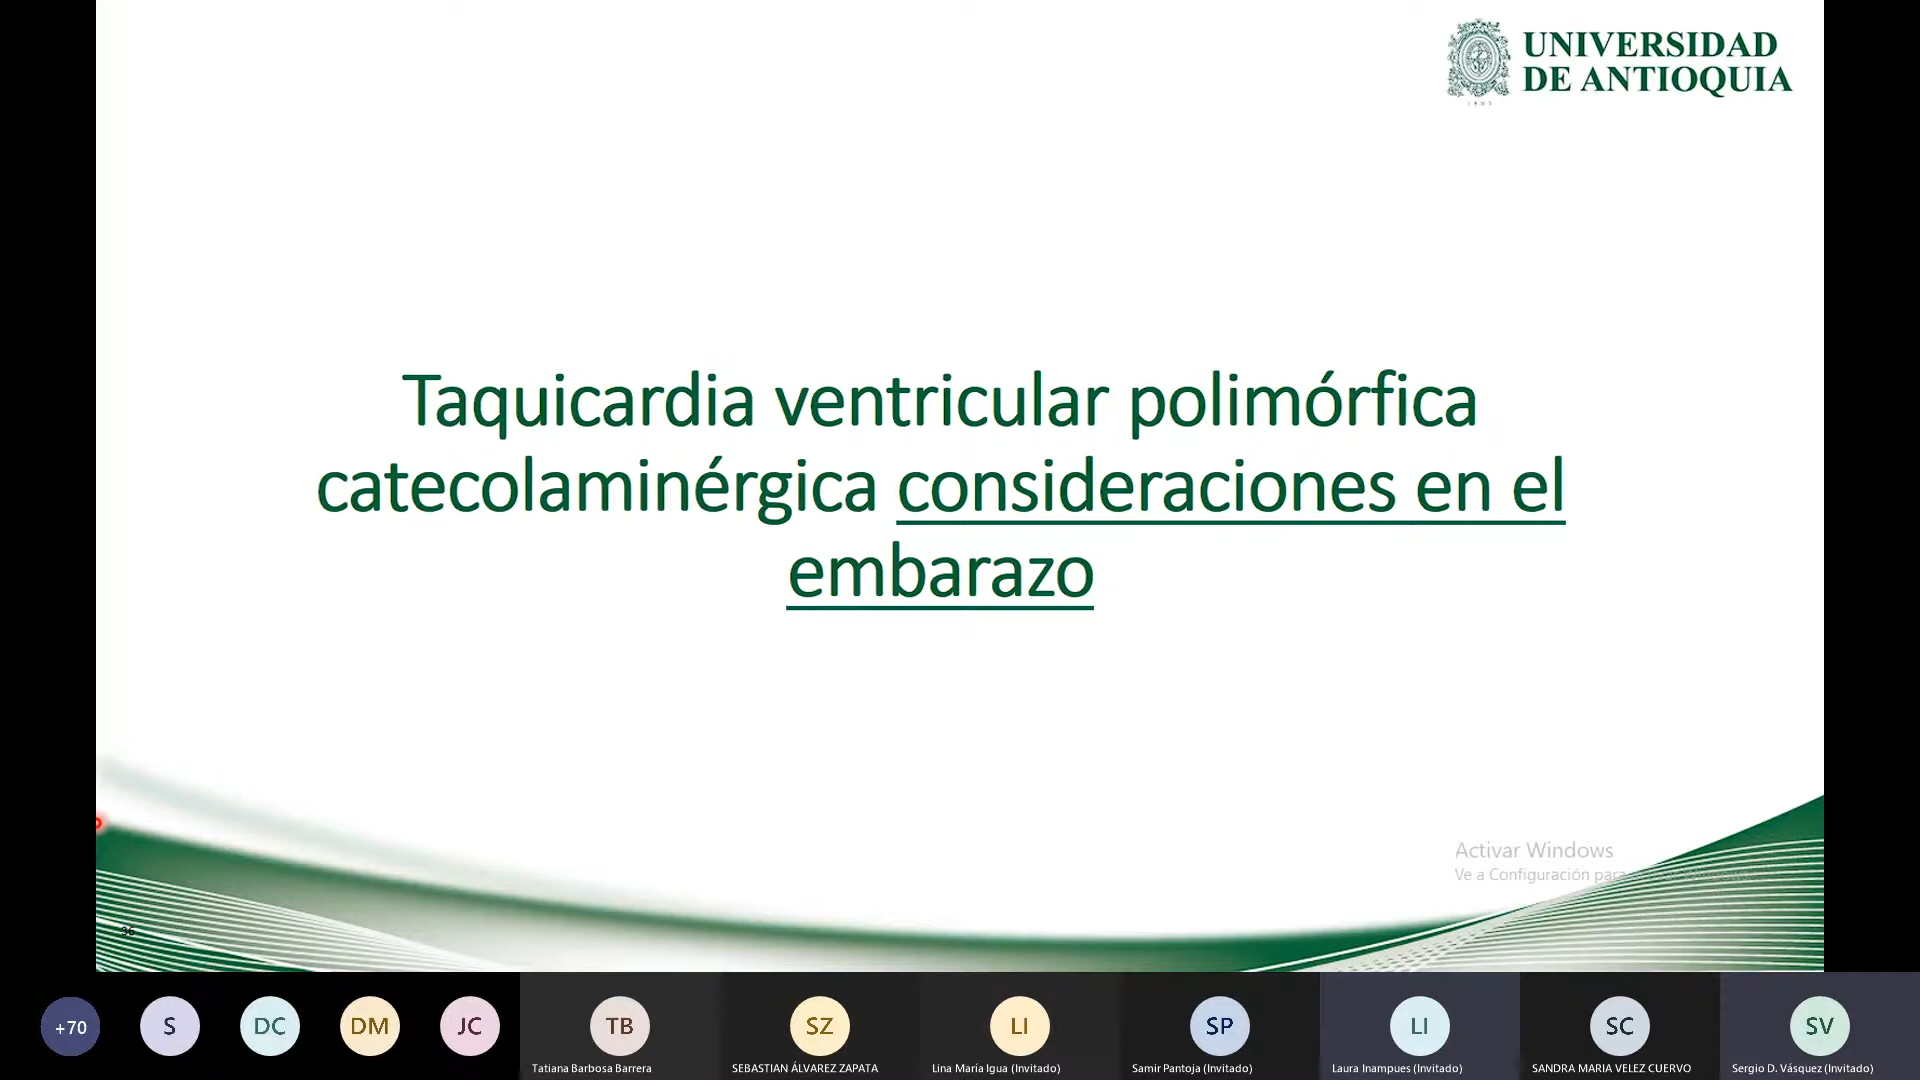 UNIVERSIDAD
DE ANTIOQUIA
1803
Taquicardia ventricular polimórfica
catecolaminérgica consideraciones en el
embarazo
Activar Windows
Ve a Configuración para
36
+70
S
DC
DM
JC
TB
SZ
LI
SP
LI
SC
SV
Tatiana Barbosa Barrera
SEBASTIAN ÁLVAREZ ZAPATA
Lina María Igua (Invitado)
Samir Pantoja (Invitado)
Laura Inampues (Invitado)
SANDRA MARIA VELEZ CUERVO
Sergio D. Vásquez (Invitado)